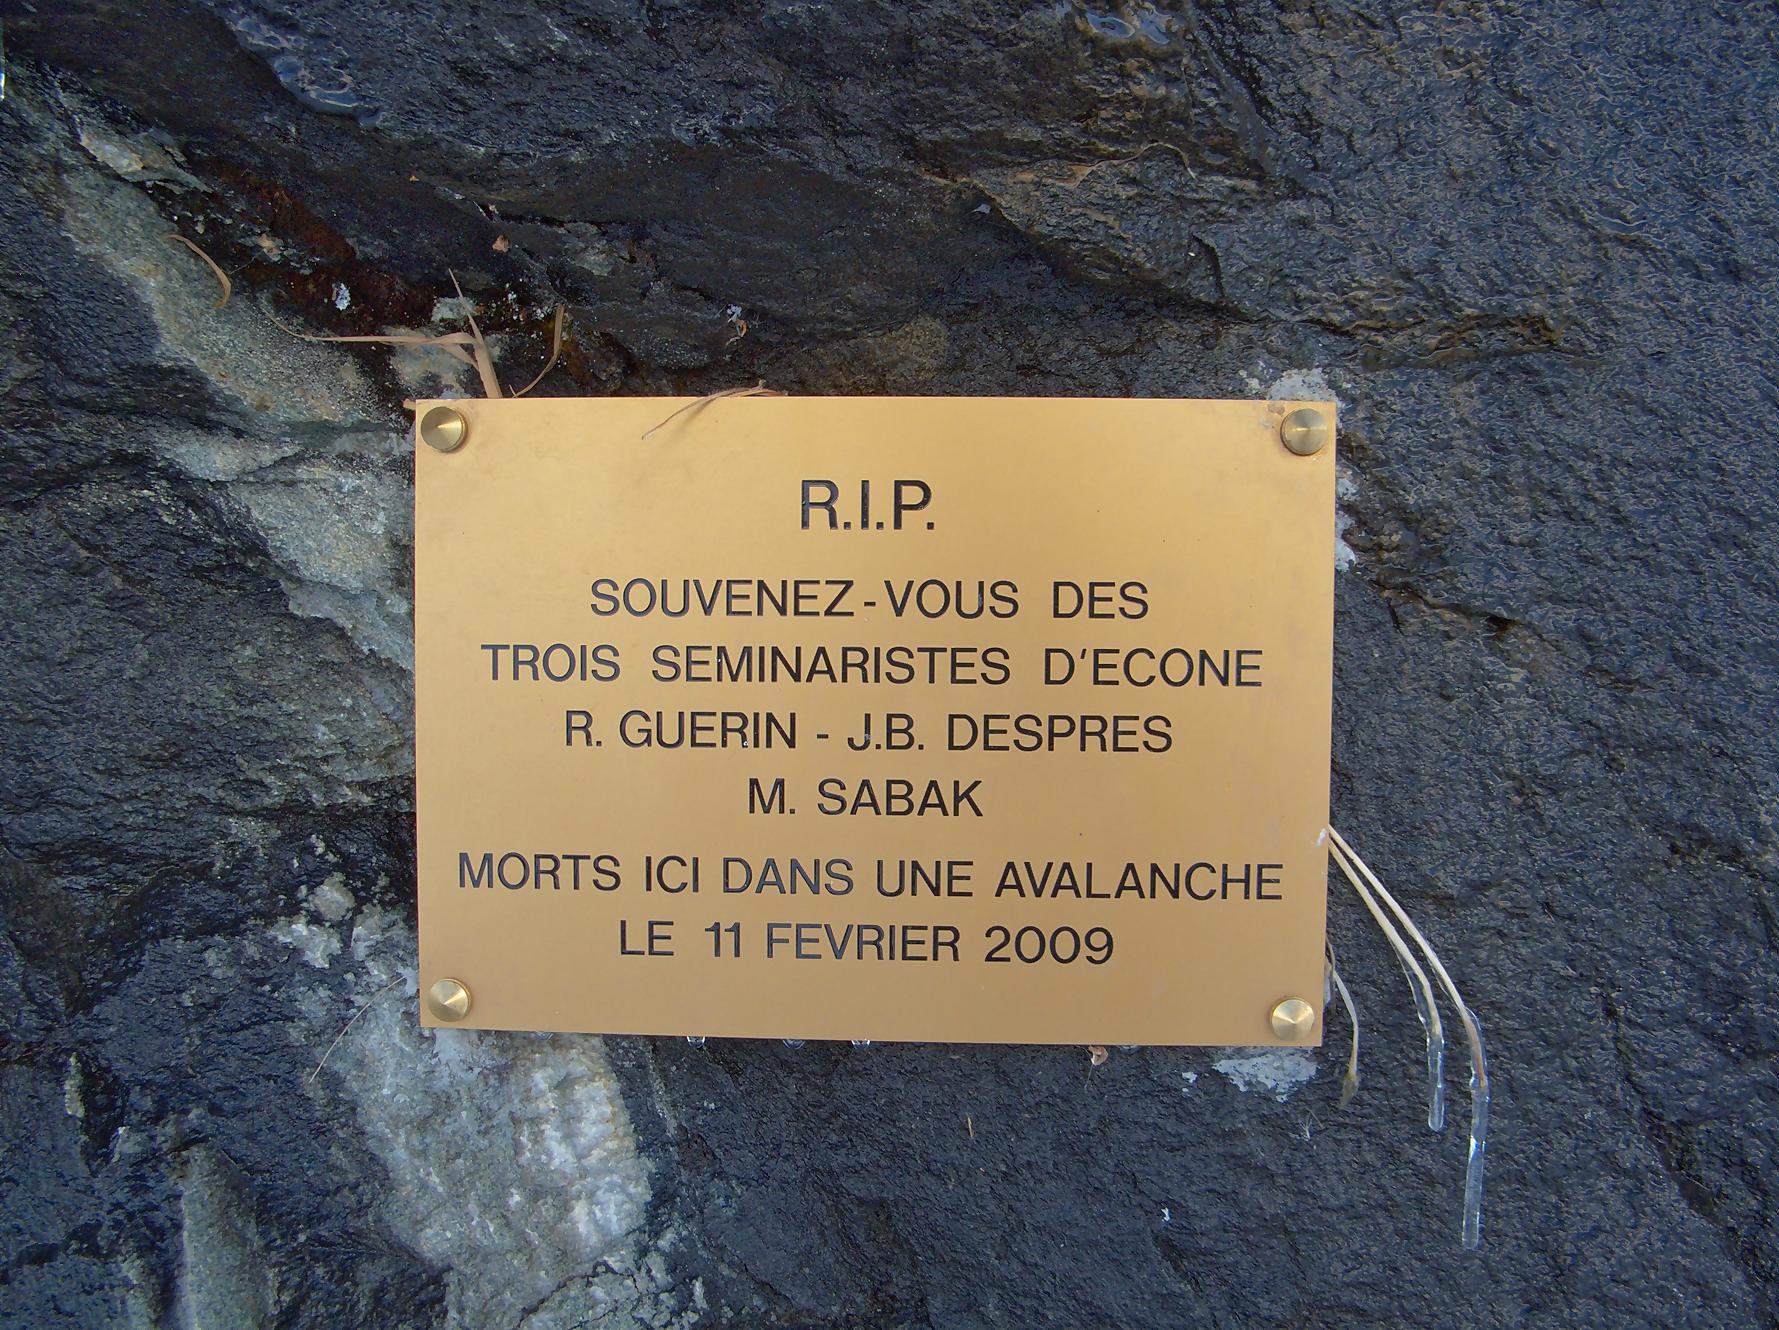 R.I.P.
SOUVENEZ-VOUS DES
TROIS SEMINARISTES D'ECONE
R. GUERIN - J.B. DESPRES
M. SABAK
MORTS ICI DANS UNE AVALANCHE
LE 11 FEVRIER 2009